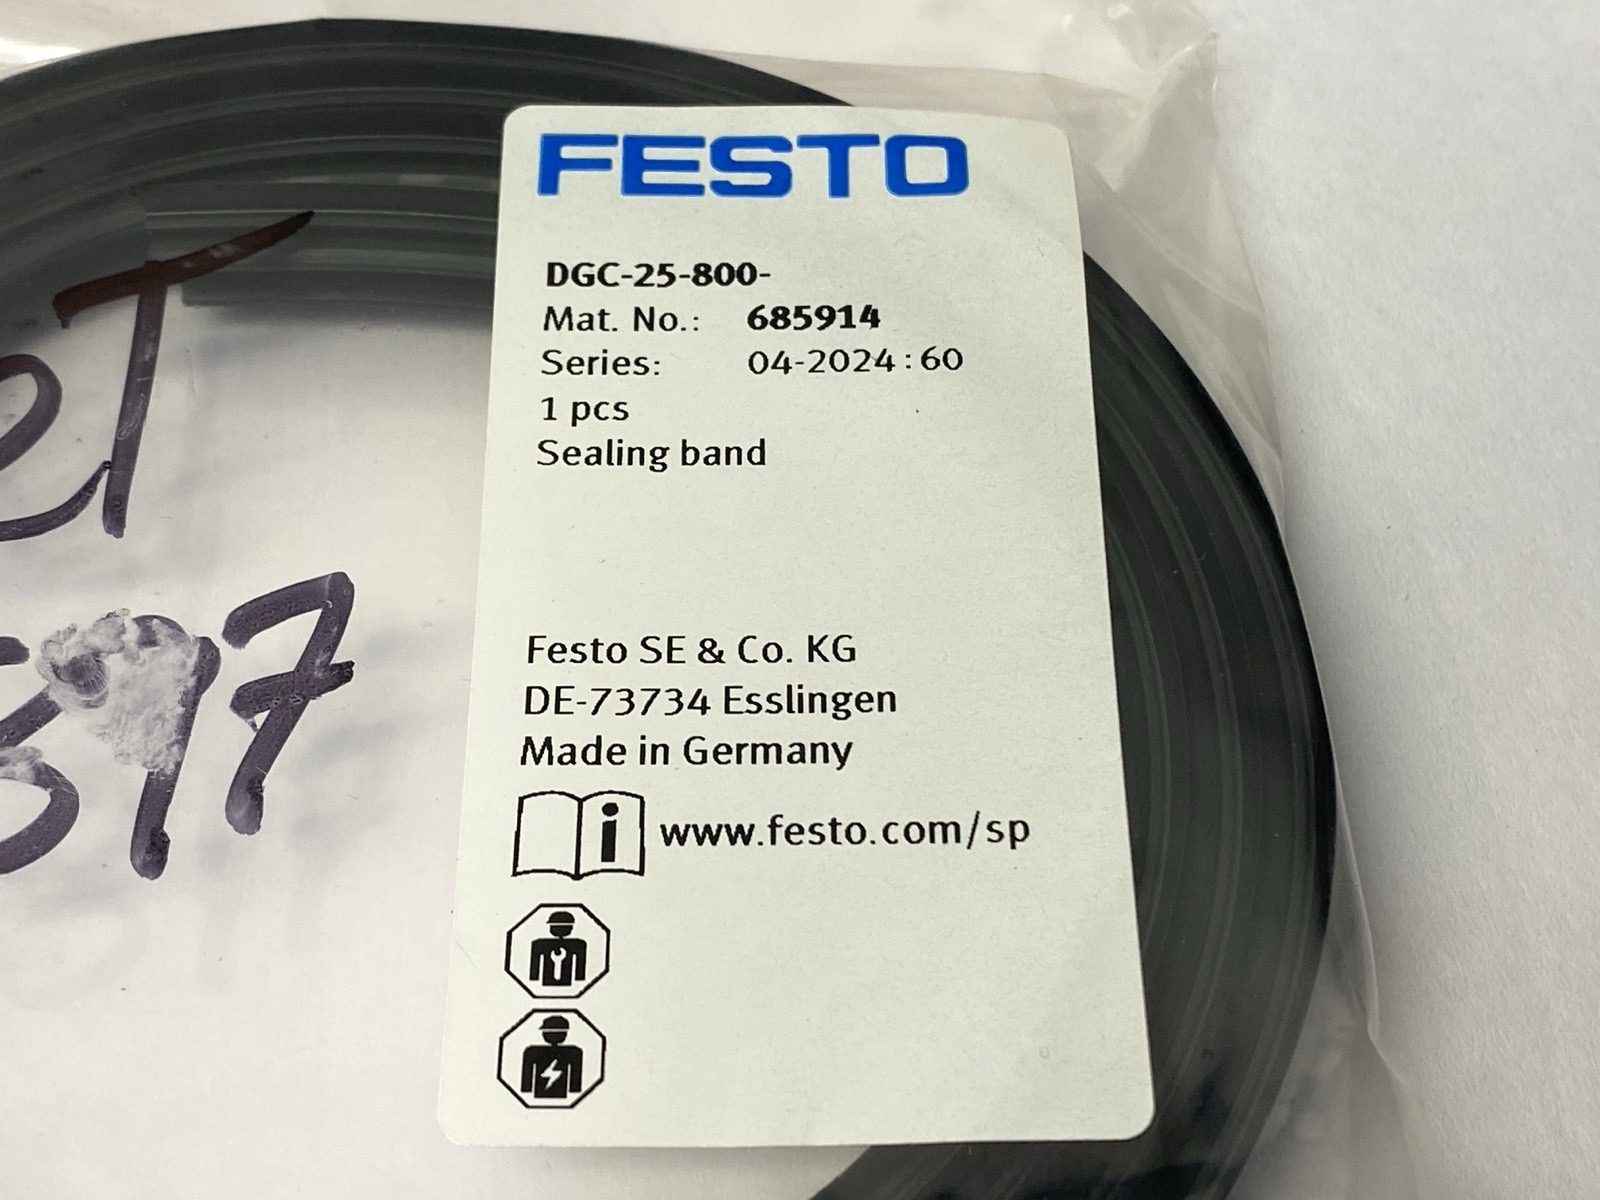 FESTO
DGC-25-800-
Mat. No.: 685914
Series: 04-2024:60
1 pcs
Sealing band
Festo SE & Co. KG
DE-73734 Esslingen
Made in Germany
i www.festo.com/sp